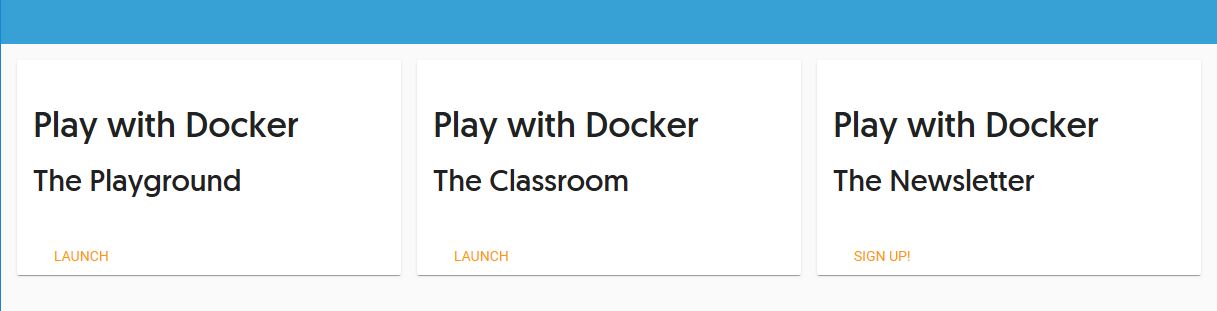 Play with Docker
The Playground
LAUNCH
Play with Docker
The Classroom
LAUNCH
Play with Docker
The Newsletter
SIGN UP!